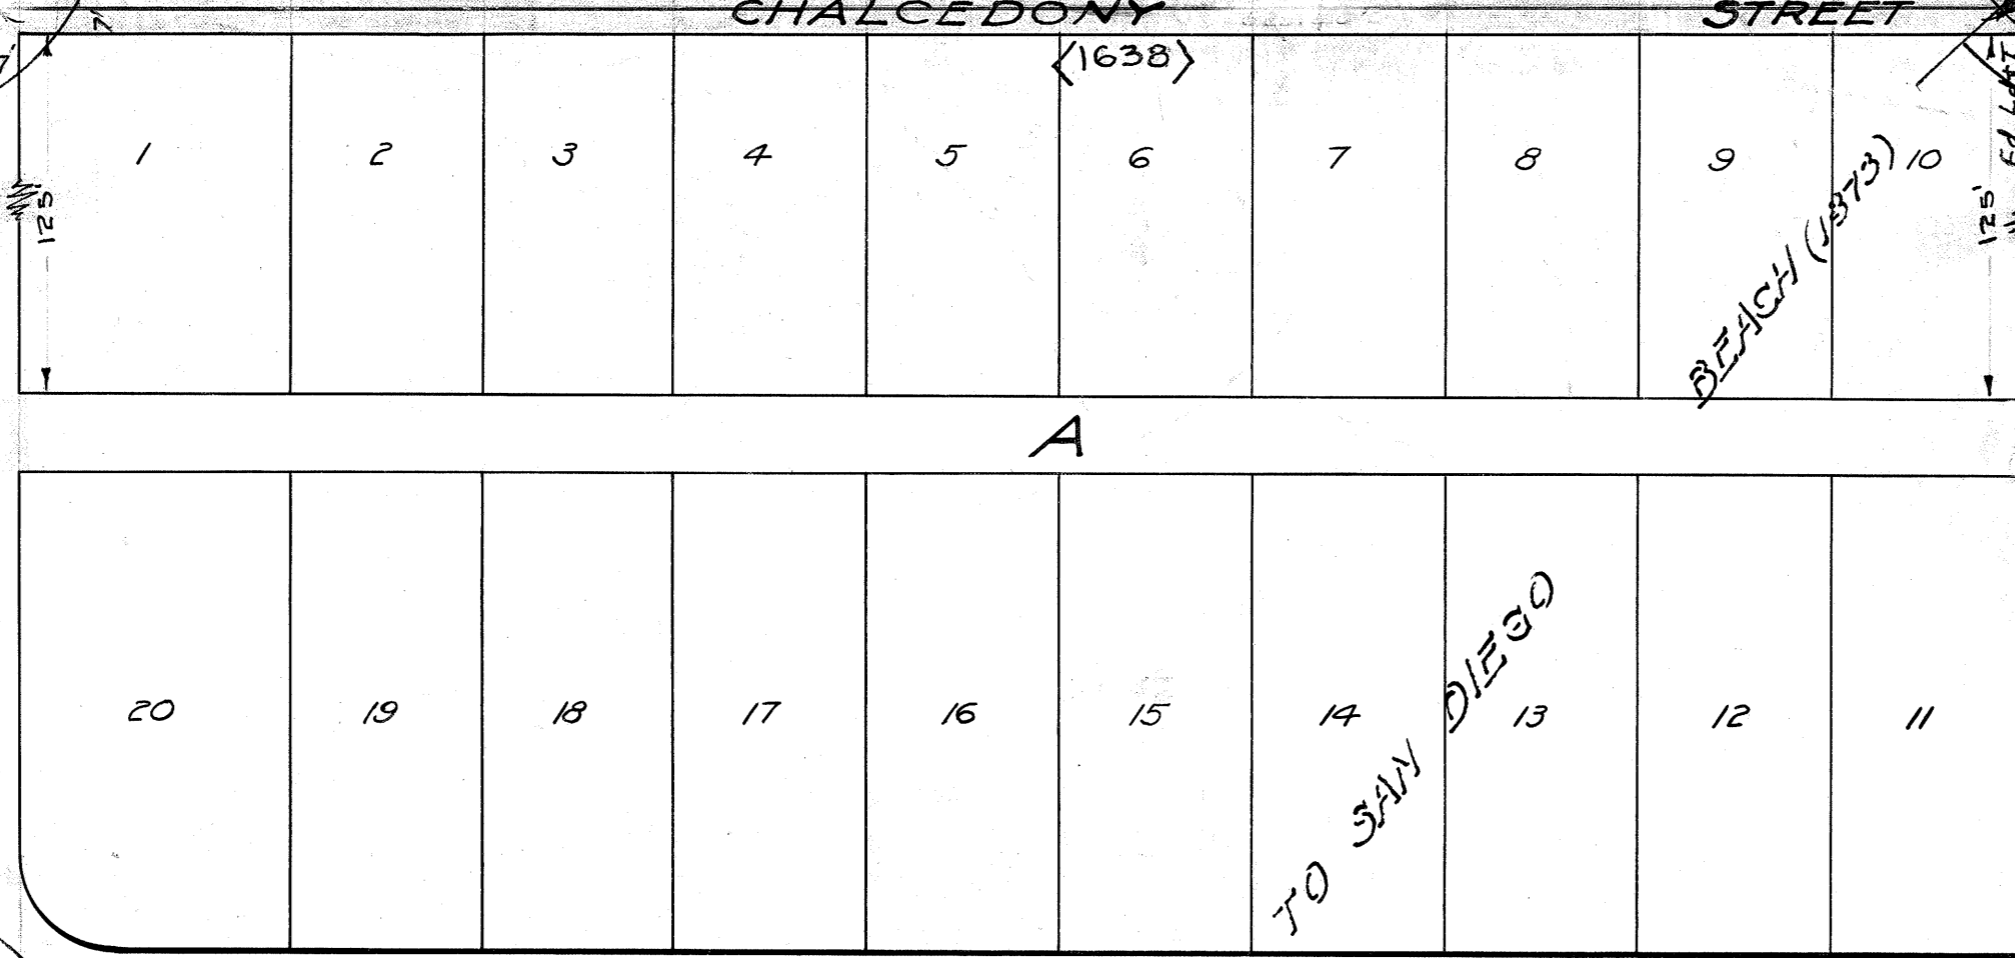 CHALCEDONY STREET
7
⟨1638⟩
1 2 3 4 5 6 7 8 9 10
125'
125'
BEACH (1373)
A
20 19 18 17 16 15 14 13 12 11
TO SAN DIEGO